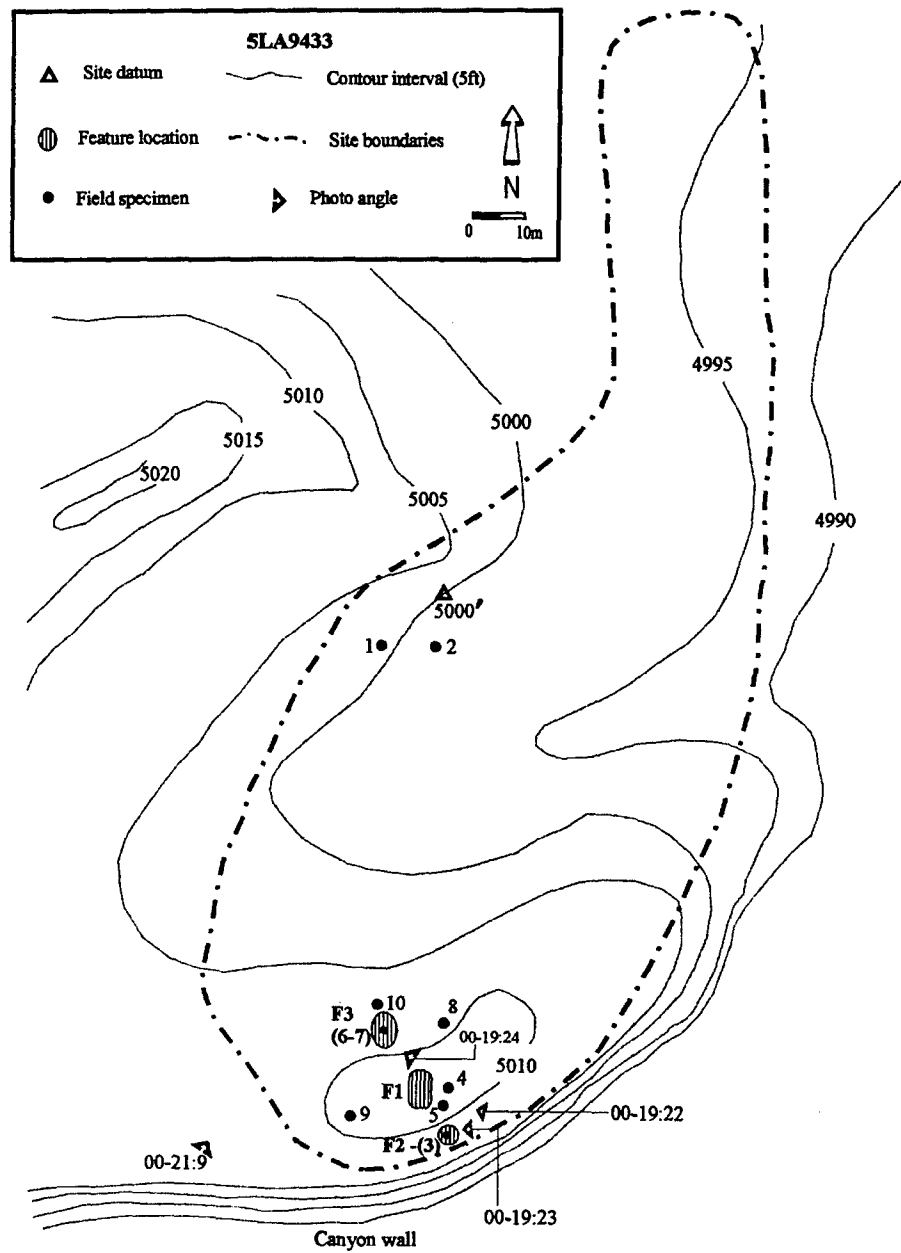 5LA9433
Site datum
Contour interval (5ft)
Feature location
Site boundaries
N
Field specimen
Photo angle
0 10m
4995
5010
5000
5015
5020
5005
4990
5000'
1
2
10
F3
8
(6-7)
00-19:24
5010
F1
4
9
5
00-19:22
F2 -(3)
00-21:9
00-19:23
Canyon wall